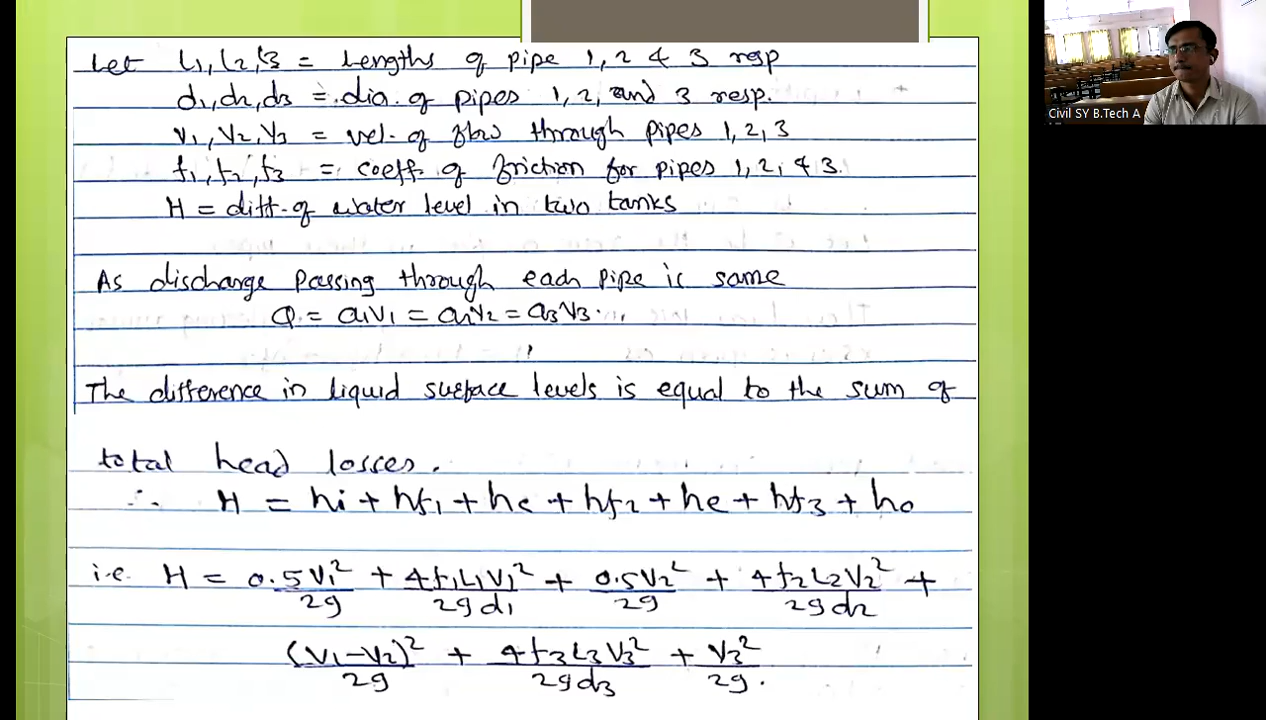 Let L1, L2, L3 = Lengths of pipe 1, 2 & 3 resp
d1, d2, d3 = dia. of pipes 1, 2, and 3 resp.
V1, V2, V3 = vel. of flow through pipes 1, 2, 3
f1, f2, f3 = coeff. of friction for pipes 1, 2, & 3.
H = diff. of water level in two tanks
As discharge passing through each pipe is same
Q = a1V1 = a2V2 = a3V3...
The difference in liquid surface levels is equal to the sum of
total head losses.
∴ H = hi + hf1 + hc + hf2 + he + hf3 + ho
i.e. H = 0.5V1²/2g + 4f1L1V1²/2gd1 + 0.5V2²/2g + 4f2L2V2²/2gd2 +
(V1-V2)²/2g + 4f3L3V3²/2gd3 + V3²/2g.
Civil SY B.Tech A